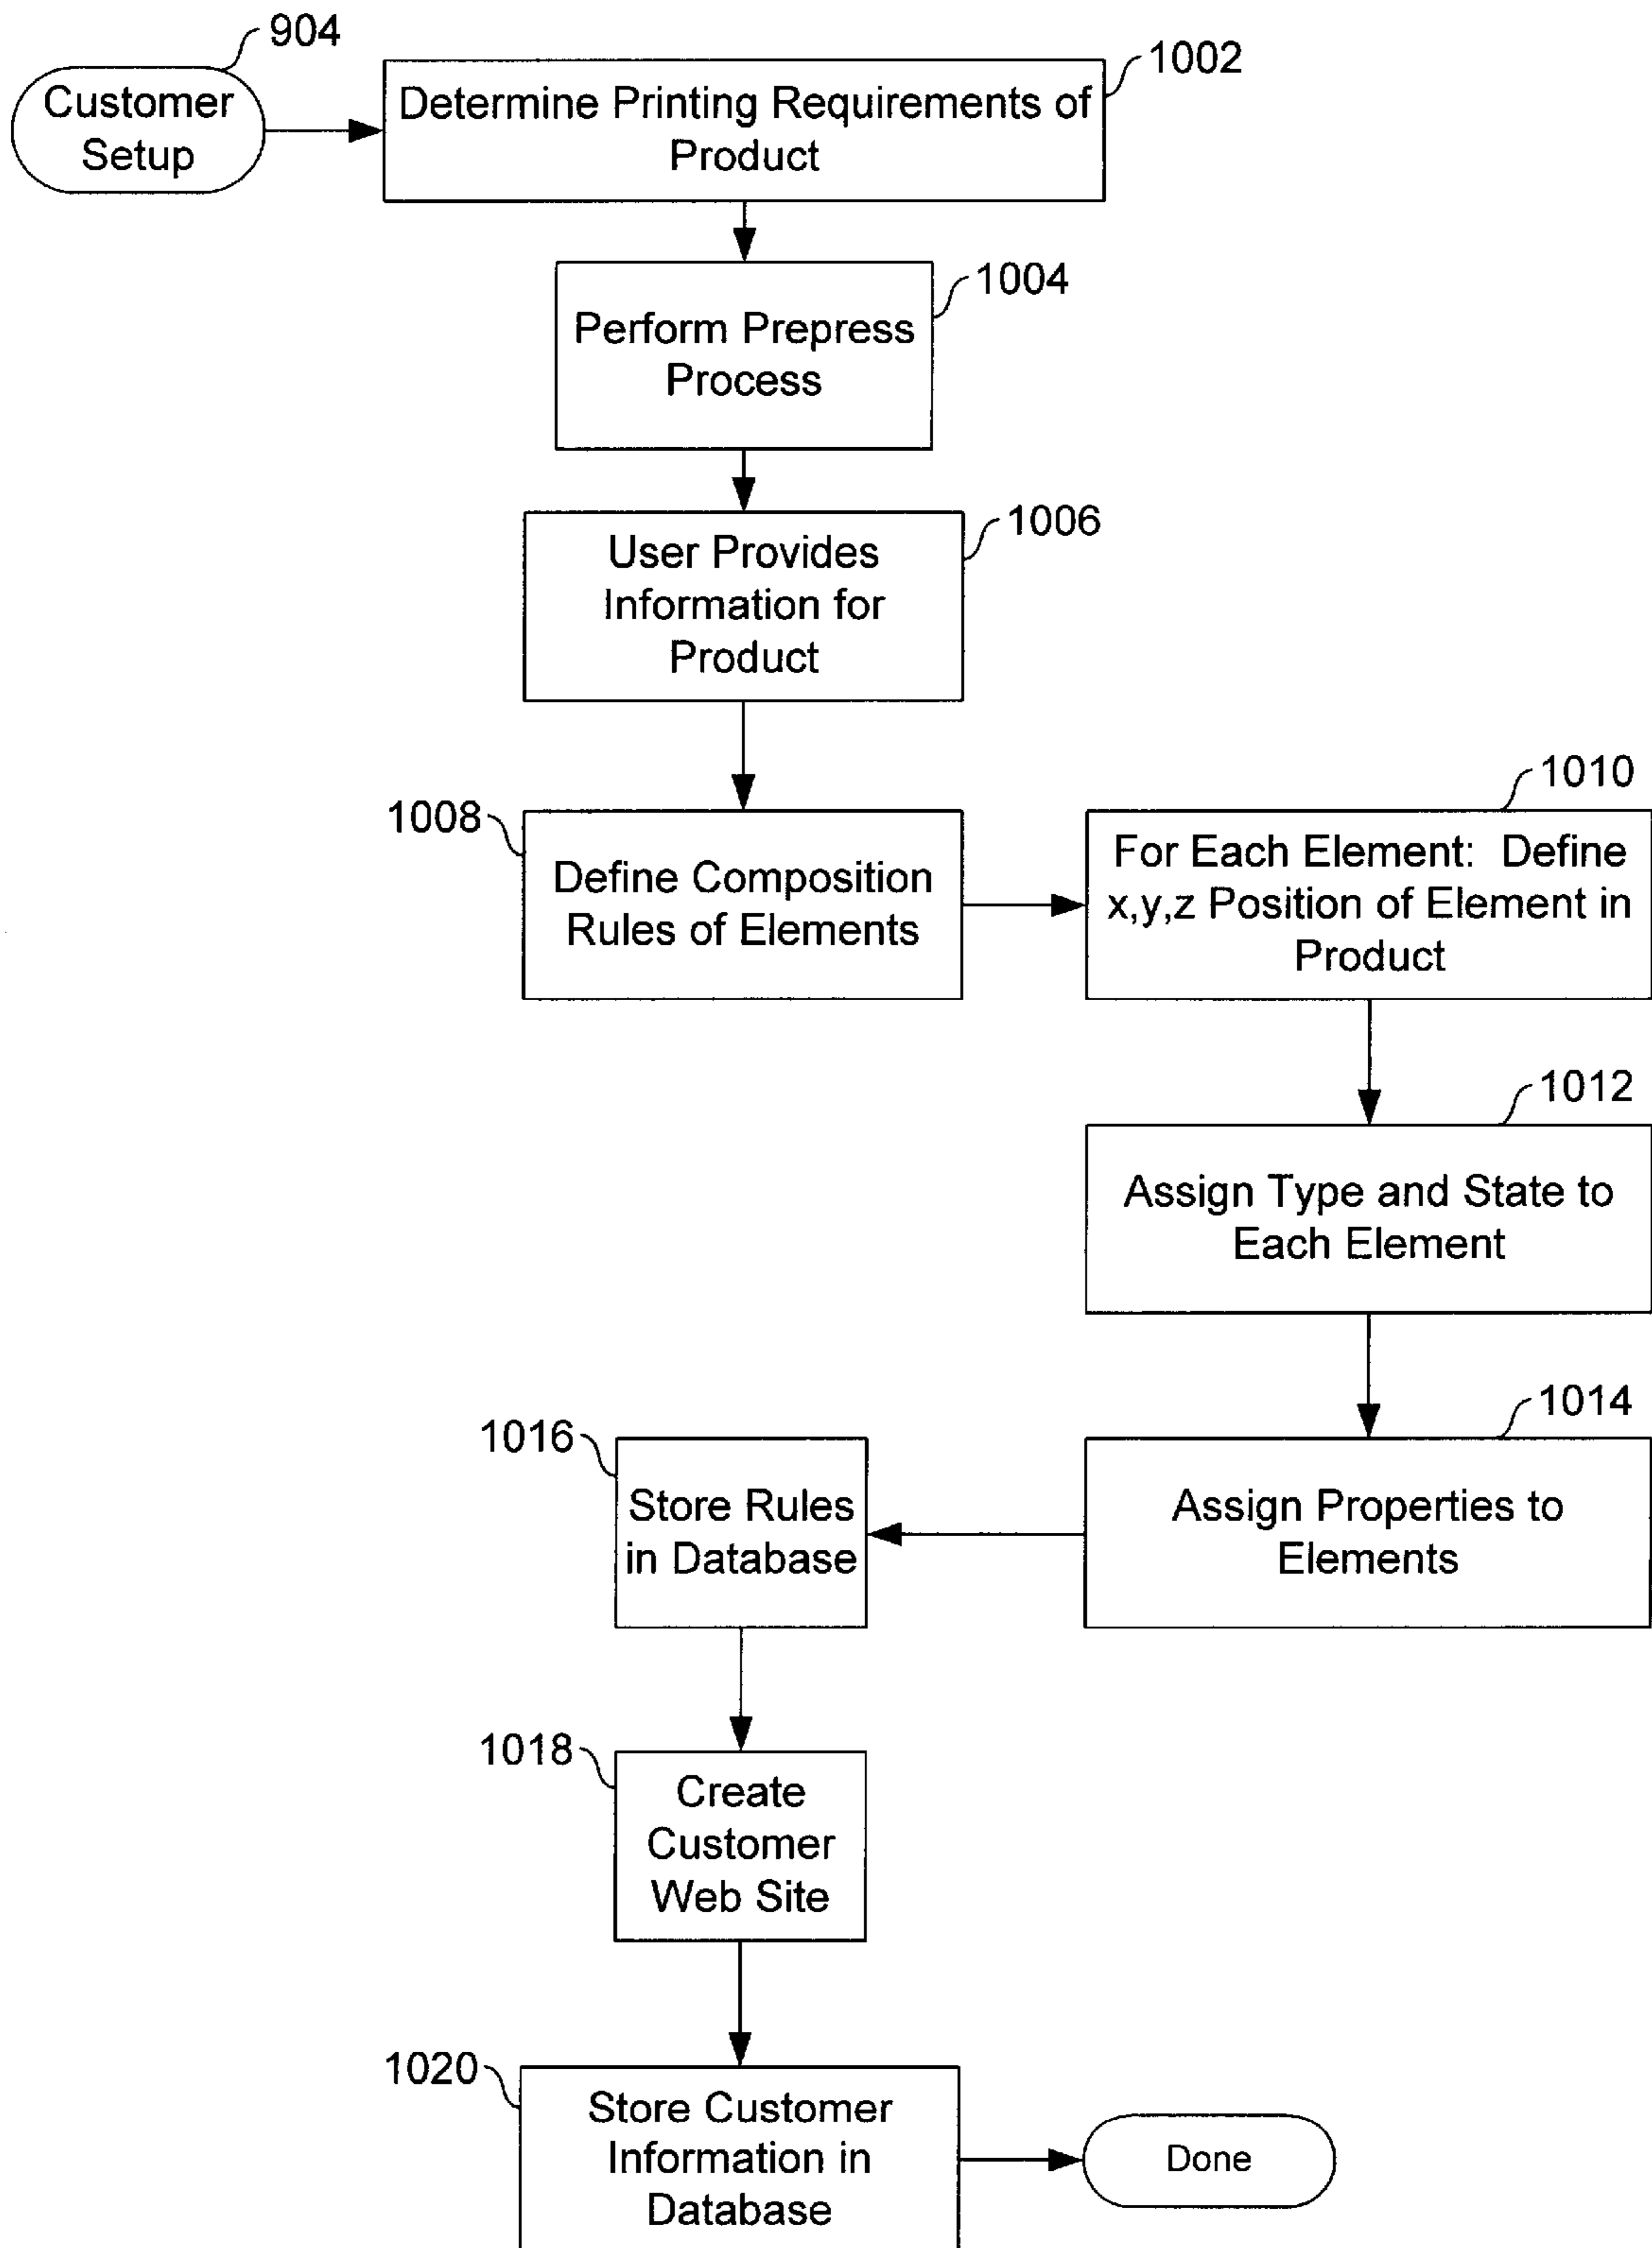 904
Customer
Setup
1002
Determine Printing Requirements of
Product
1004
Perform Prepress
Process
1006
User Provides
Information for
Product
1008
Define Composition
Rules of Elements
1010
For Each Element: Define
x,y,z Position of Element in
Product
1012
Assign Type and State to
Each Element
1014
Assign Properties to
Elements
1016
Store Rules
in Database
1018
Create
Customer
Web Site
1020
Store Customer
Information in
Database
Done